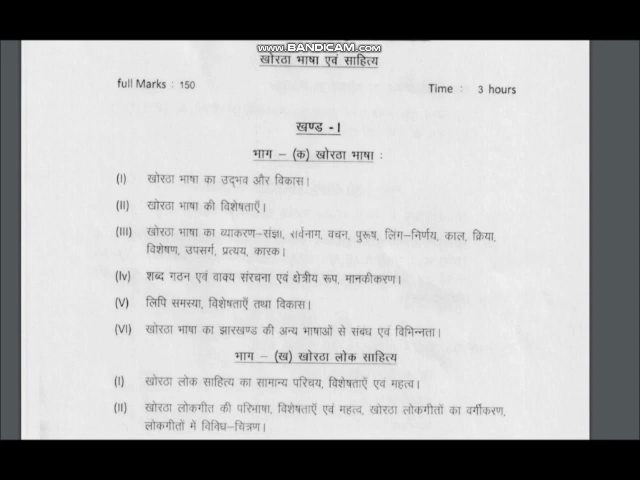 www.BANDICAM.com
खोरठा भाषा एवं साहित्य
full Marks : 150 Time : 3 hours
खण्ड - I
भाग – (क) खोरठा भाषा :
(I) खोरठा भाषा का उद्भव और विकास।
(II) खोरठा भाषा की विशेषताएँ।
(III) खोरठा भाषा का व्याकरण–संज्ञा, सर्वनाम, वचन, पुरूष, लिंग–निर्णय, काल, क्रिया,
विशेषण, उपसर्ग, प्रत्यय, कारक।
(Iv) शब्द गठन एवं वाक्य संरचना एवं क्षेत्रीय रूप, मानकीकरण।
(V) लिपि समस्या, विशेषताएँ तथा विकास।
(VI) खोरठा भाषा का झारखण्ड की अन्य भाषाओं से संबंध एवं विभिन्नता।
भाग – (ख) खोरठा लोक साहित्य
(I) खोरठा लोक साहित्य का सामान्य परिचय, विशेषताएँ एवं महत्व।
(II) खोरठा लोकगीत की परिभाषा, विशेषताएँ एवं महत्व, खोरठा लोकगीतों का वर्गीकरण,
लोकगीतों में विविध–चित्रण।